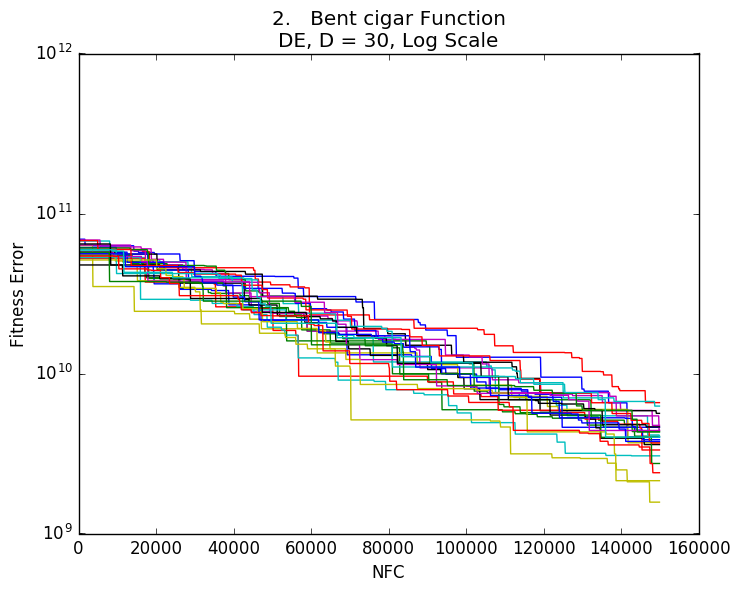 2.   Bent cigar Function
DE, D = 30, Log Scale
10^12
10^11
10^10
10^9
Fitness Error
0 20000 40000 60000 80000 100000 120000 140000 160000
NFC